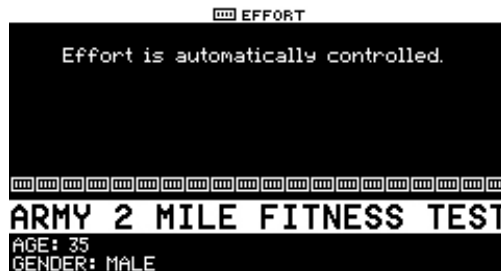 EFFORT
Effort is automatically controlled.
ARMY 2 MILE FITNESS TEST
AGE: 35
GENDER: MALE